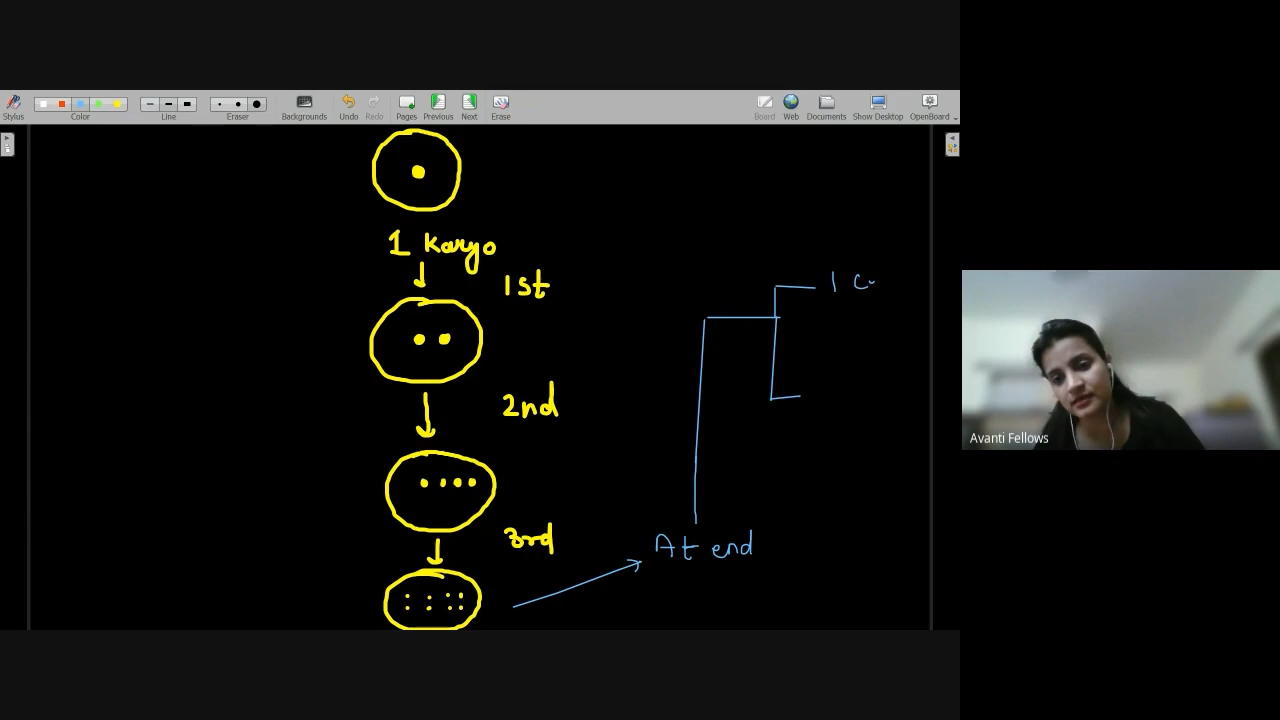 Stylus
Color
Line
Eraser
Backgrounds
Undo
Redo
Pages
Previous
Next
Erase
Board
Web
Documents
Show Desktop
OpenBoard
1 Karyo
1st
2nd
3rd
1 C
At end
Avanti Fellows